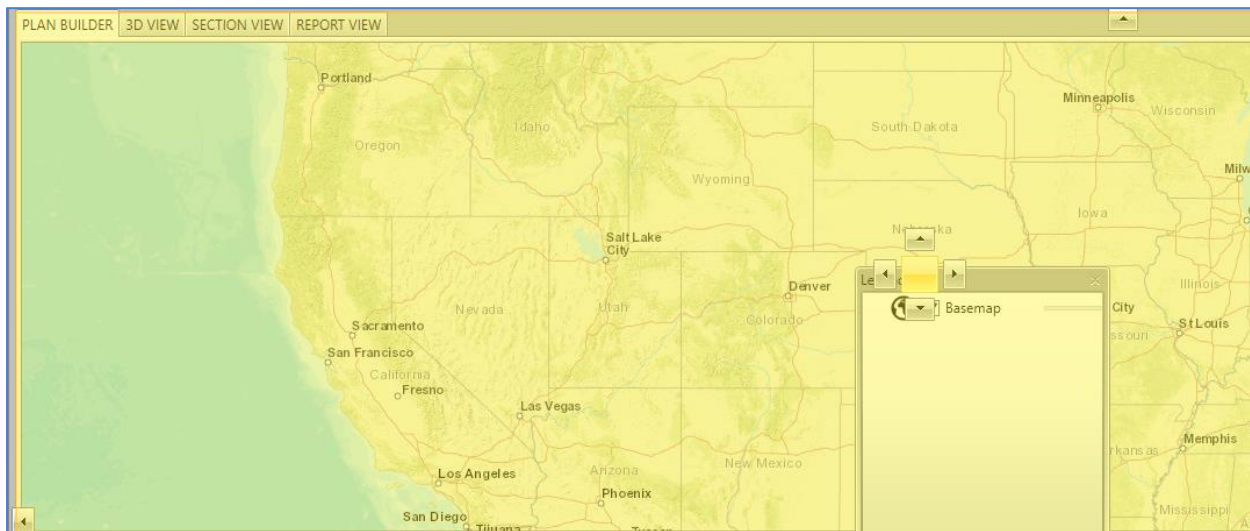 PLAN BUILDER 3D VIEW SECTION VIEW REPORT VIEW
Portland
Minneapolis
Wisconsin
Idaho
South Dakota
Oregon
Wyoming
Iowa
Salt Lake
City
Denver
Illinois
Basemap
City
Nevada
Utah
Colorado
St Louis
Sacramento
San Francisco
California
Fresno
Las Vegas
Memphis
Los Angeles
Arizona
New Mexico
Phoenix
Mississippi
San Diego
Tijuana